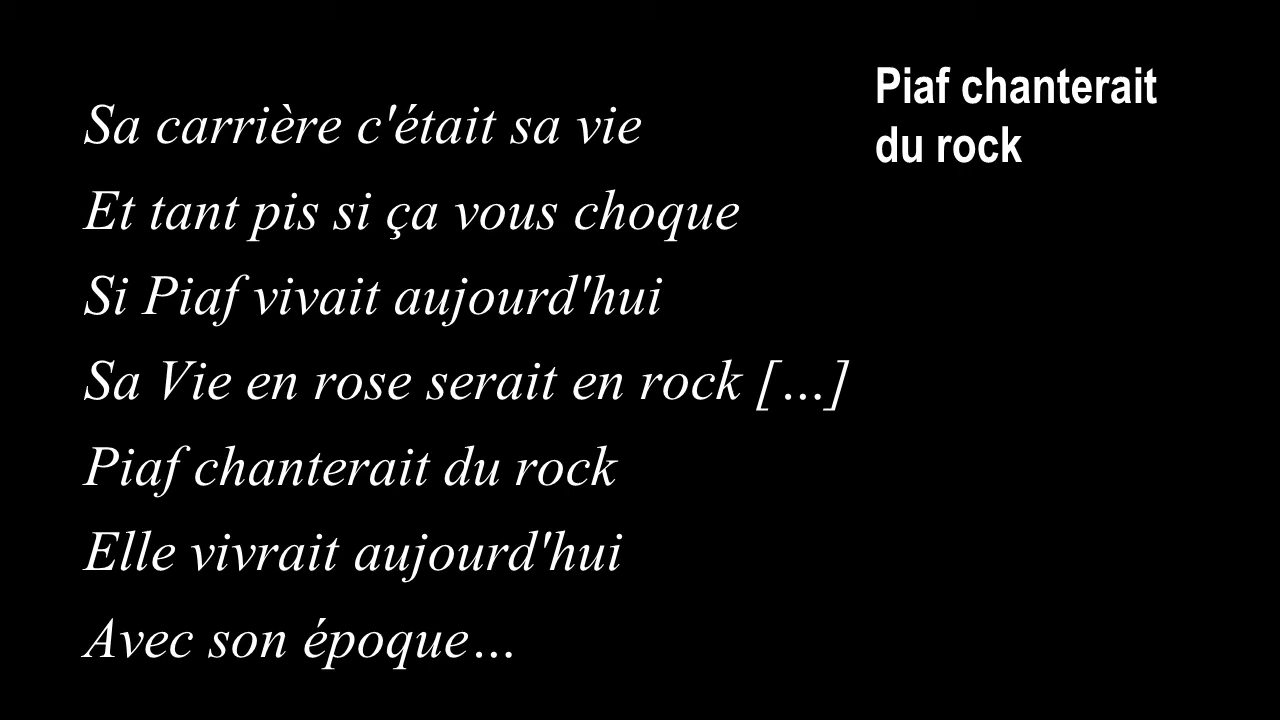 Piaf chanterait
du rock
Sa carrière c'était sa vie
Et tant pis si ça vous choque
Si Piaf vivait aujourd'hui
Sa Vie en rose serait en rock […]
Piaf chanterait du rock
Elle vivrait aujourd'hui
Avec son époque…